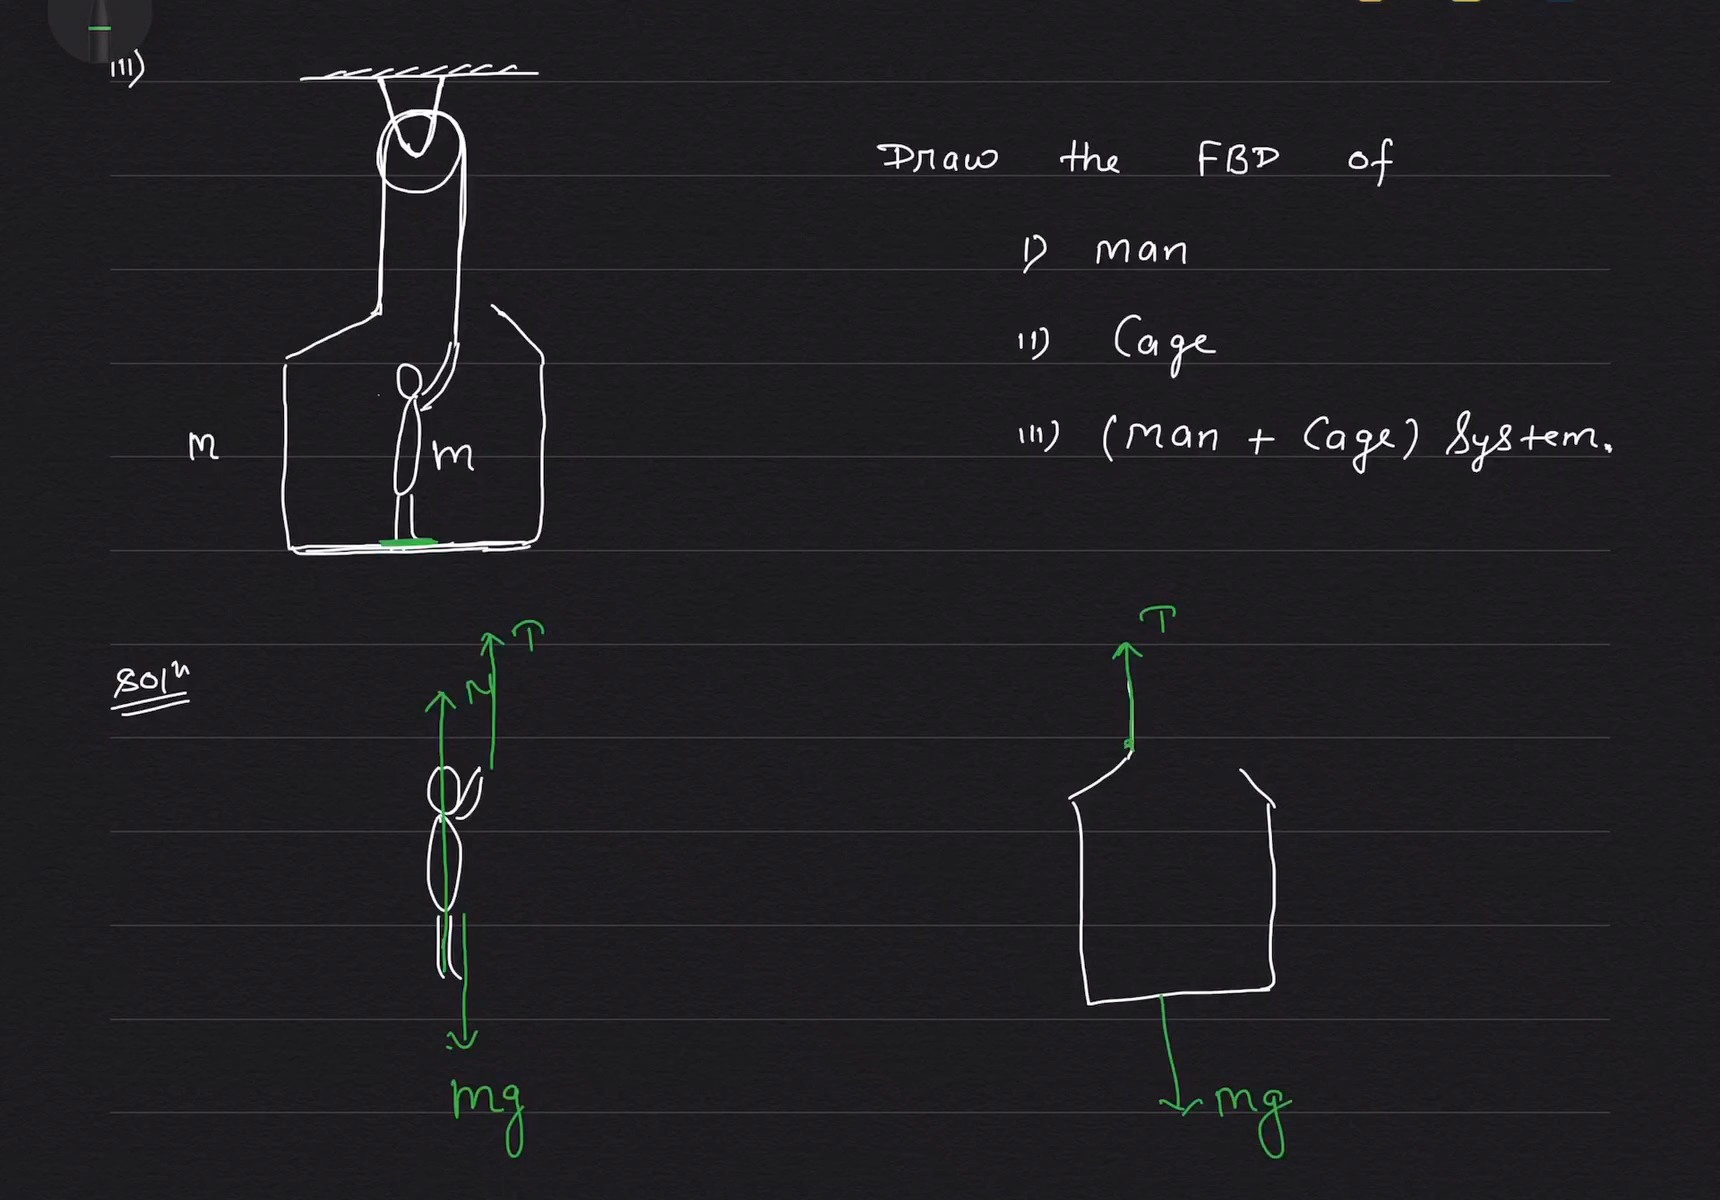 III)
Draw the FBD of
I) Man
II) Cage
m
m
III) (Man + Cage) System.
Solⁿ
T
N
T
mg
mg